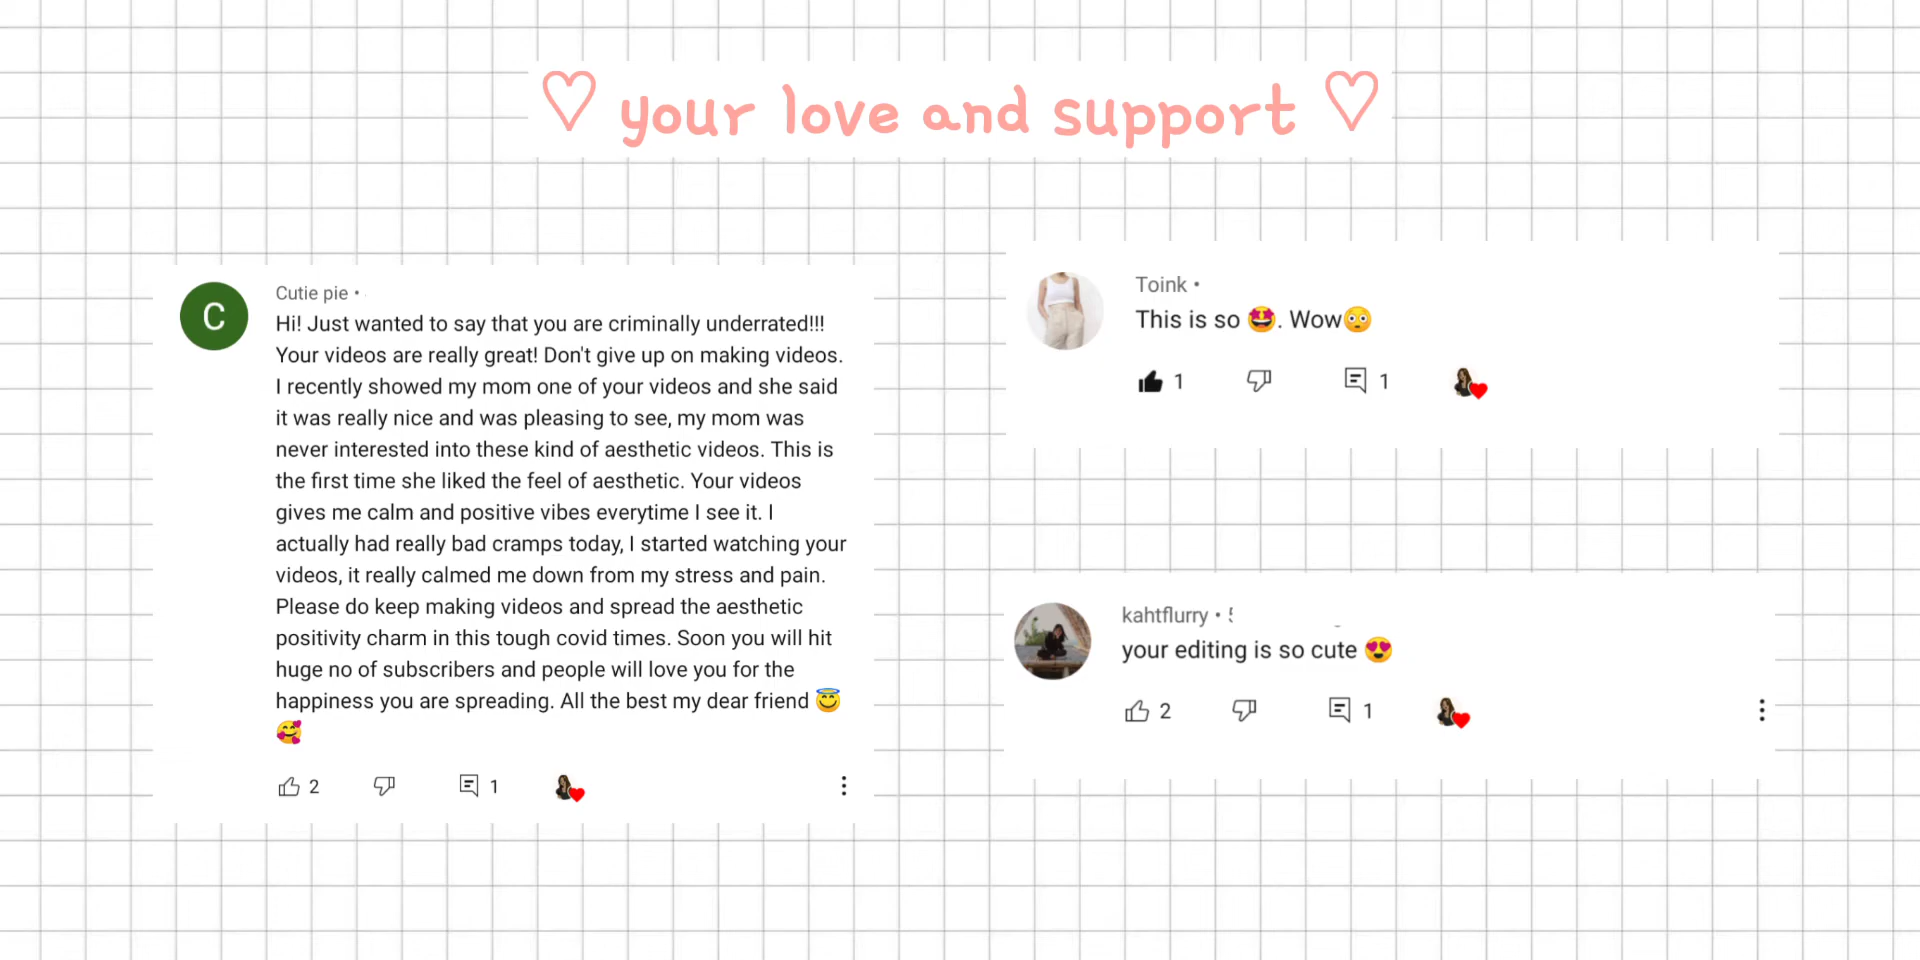 ♡ your love and support ♡
C
Cutie pie •
Hi! Just wanted to say that you are criminally underrated!!!
Your videos are really great! Don't give up on making videos.
I recently showed my mom one of your videos and she said
it was really nice and was pleasing to see, my mom was
never interested into these kind of aesthetic videos. This is
the first time she liked the feel of aesthetic. Your videos
gives me calm and positive vibes everytime I see it. I
actually had really bad cramps today, I started watching your
videos, it really calmed me down from my stress and pain.
Please do keep making videos and spread the aesthetic
positivity charm in this tough covid times. Soon you will hit
huge no of subscribers and people will love you for the
happiness you are spreading. All the best my dear friend 😇
🥰
2 1
Toink •
This is so 🤩. Wow😳
1 1
kahtflurry •
your editing is so cute 😍
2 1